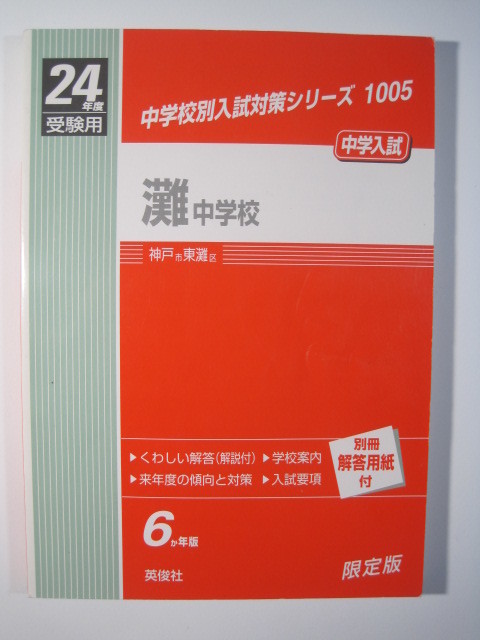 24年度
受験用
中学校別入試対策シリーズ 1005
中学入試
灘中学校
神戸市東灘区
▶くわしい解答(解説付) ▶学校案内
▶来年度の傾向と対策 ▶入試要項
別冊
解答用紙
付
6か年版
英俊社
限定版